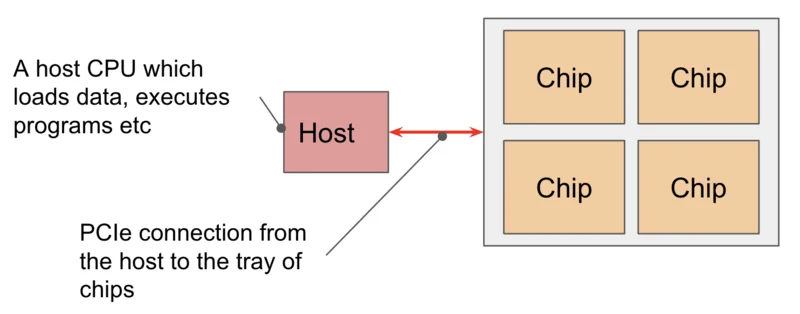 A host CPU which
loads data, executes
programs etc
Host
Chip
Chip
Chip
Chip
PCIe connection from
the host to the tray of
chips